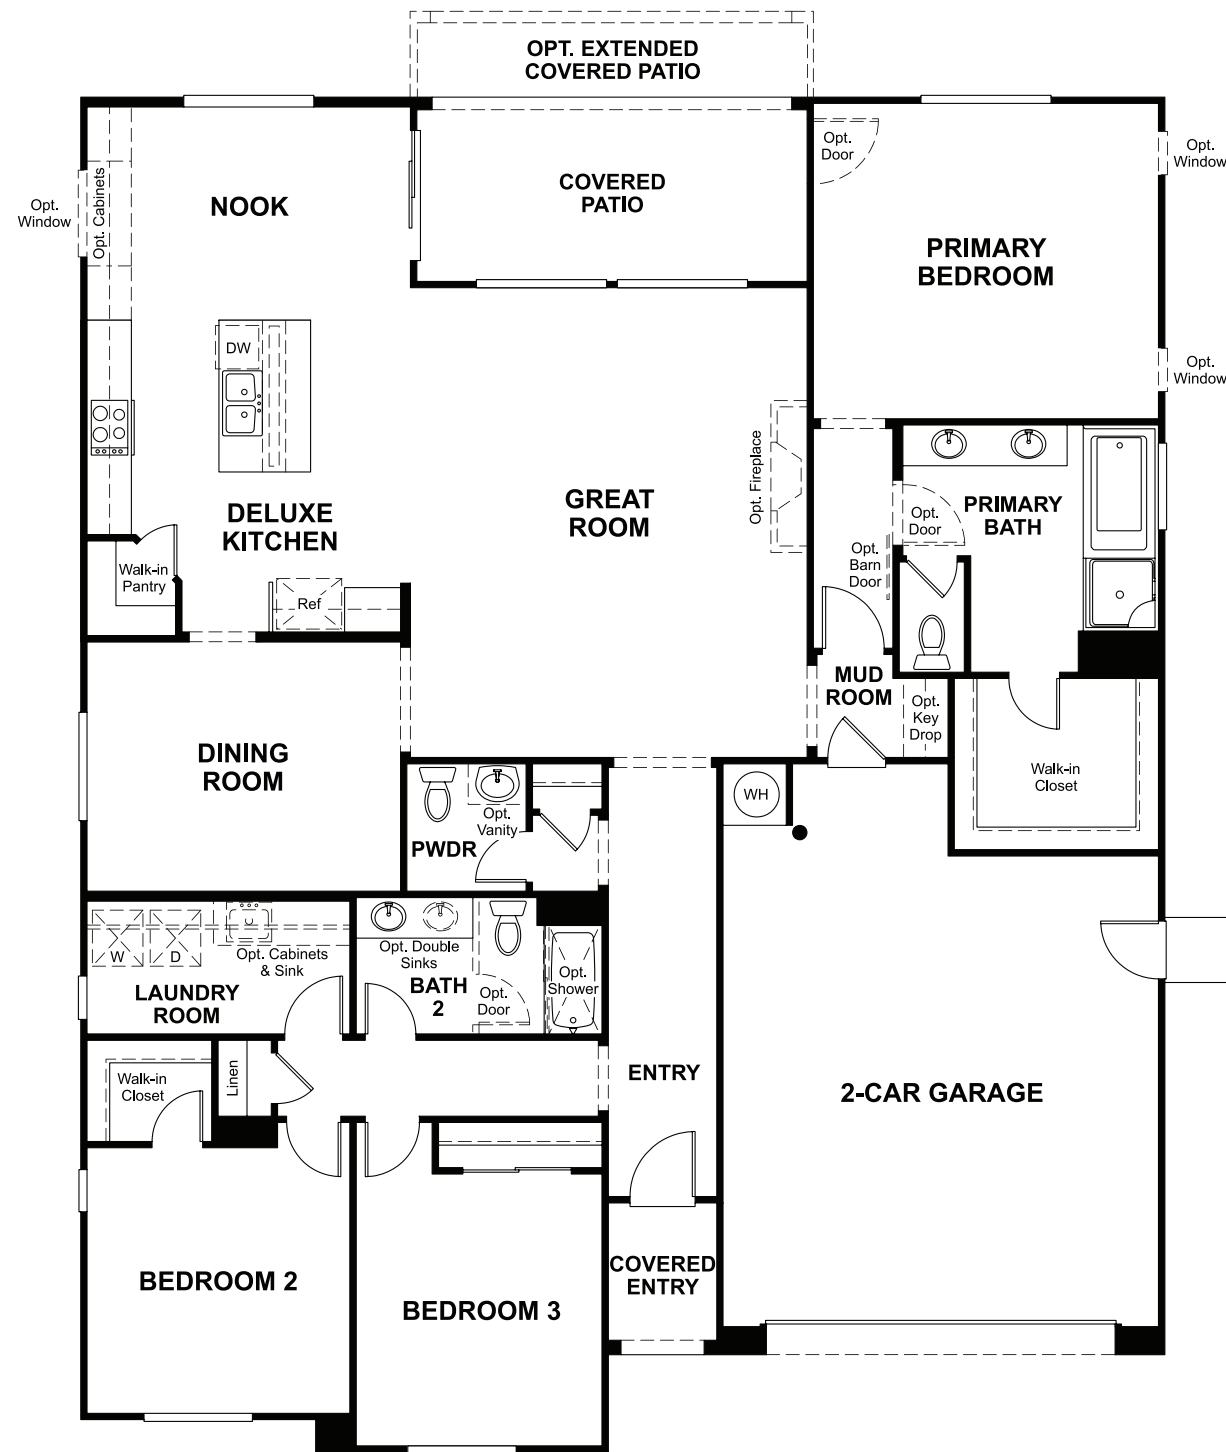 OPT. EXTENDED
COVERED PATIO
Opt.
Door
Opt.
Window
COVERED
PATIO
NOOK
Opt. Cabinets
Opt.
Window
PRIMARY
BEDROOM
DW
Opt.
Window
Opt. Fireplace
GREAT
ROOM
DELUXE
KITCHEN
PRIMARY
BATH
Opt.
Door
Opt.
Barn
Door
Walk-in
Pantry
Ref
MUD
ROOM
Opt.
Key
Drop
DINING
ROOM
Walk-in
Closet
WH
Opt.
Vanity
PWDR
W
D
Opt. Cabinets
& Sink
LAUNDRY
ROOM
Opt. Double
Sinks
BATH
2
Opt.
Door
Opt.
Shower
Walk-in
Closet
Linen
ENTRY
2-CAR GARAGE
COVERED
ENTRY
BEDROOM 2
BEDROOM 3